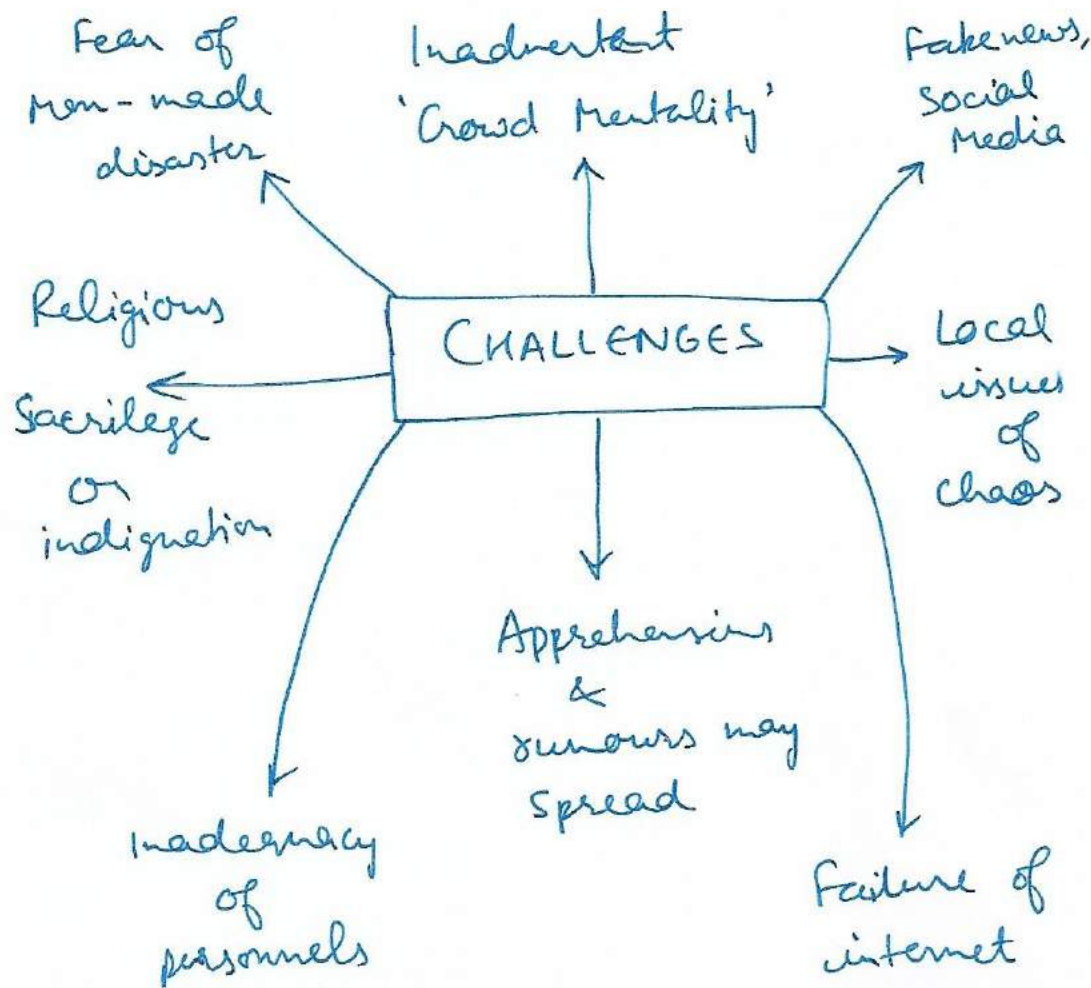 Fear of
Men-made
disaster
Inadvertent
'Crowd Mentality'
Fakenews,
Social
Media
Religious
Sacrilege
or
indignation
CHALLENGES
Local
issues
of
chaos
Apprehensions
&
rumours may
spread
Inadequacy
of
personnels
Failure of
internet